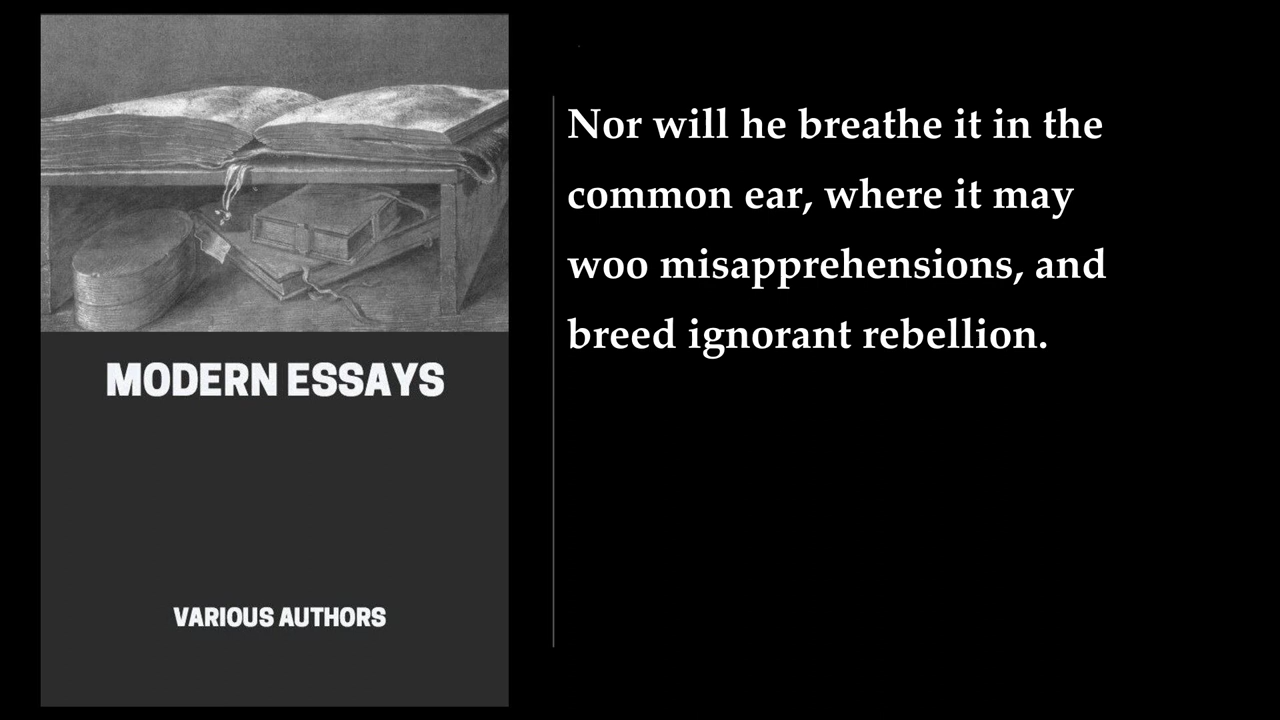 MODERN ESSAYS
VARIOUS AUTHORS
Nor will he breathe it in the
common ear, where it may
woo misapprehensions, and
breed ignorant rebellion.